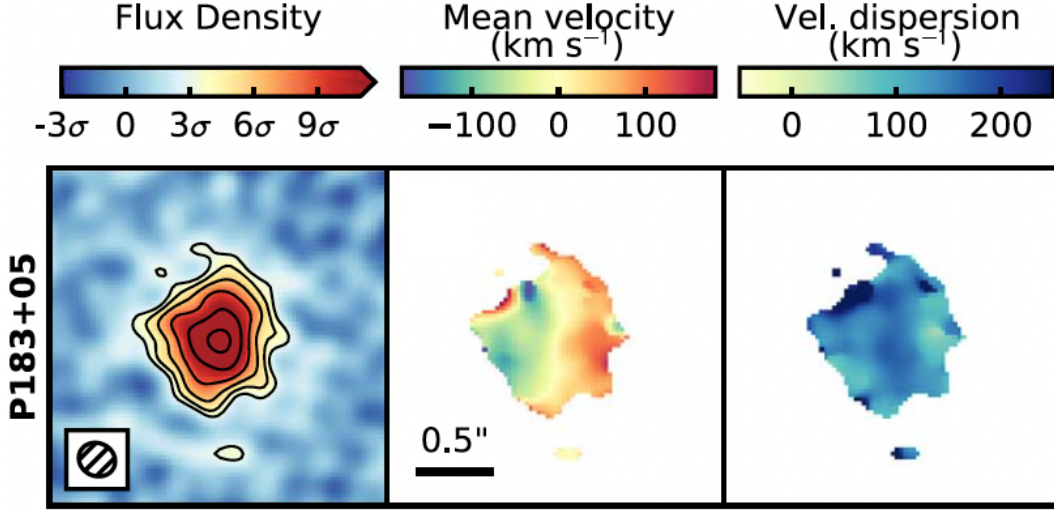 Flux Density
Mean velocity
(km s⁻¹)
Vel. dispersion
(km s⁻¹)
-3σ 0 3σ 6σ 9σ
−100 0 100
0 100 200
P183+05
0.5"